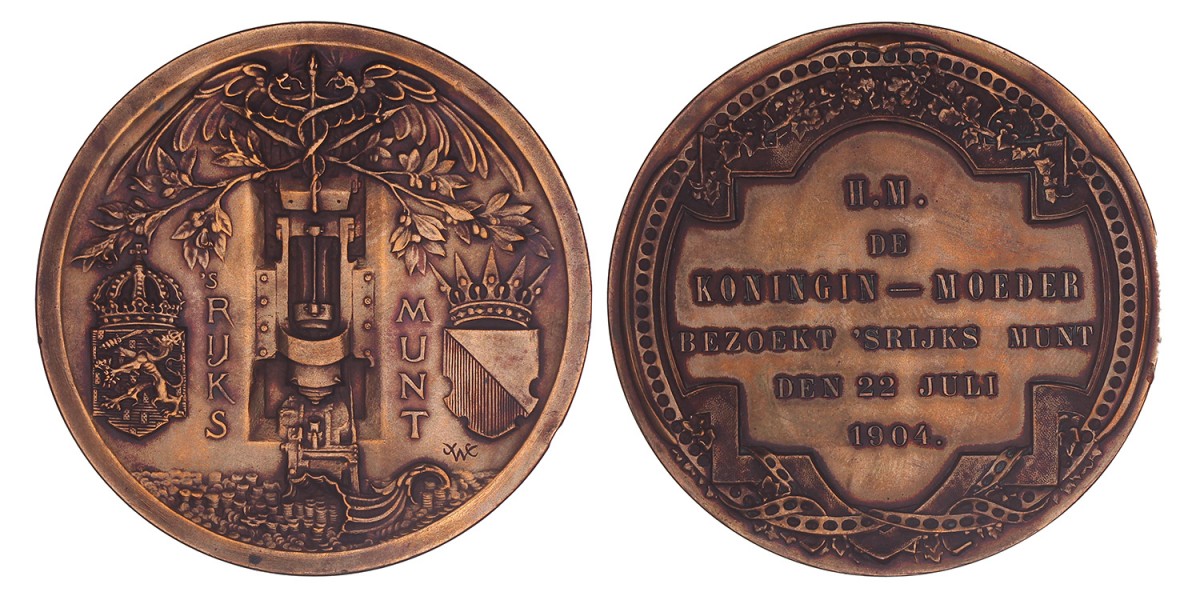 'S RIJKS
MUNT
H.M.
DE
KONINGIN — MOEDER
BEZOEKT 'SRIJKS MUNT
DEN 22 JULI
1904.